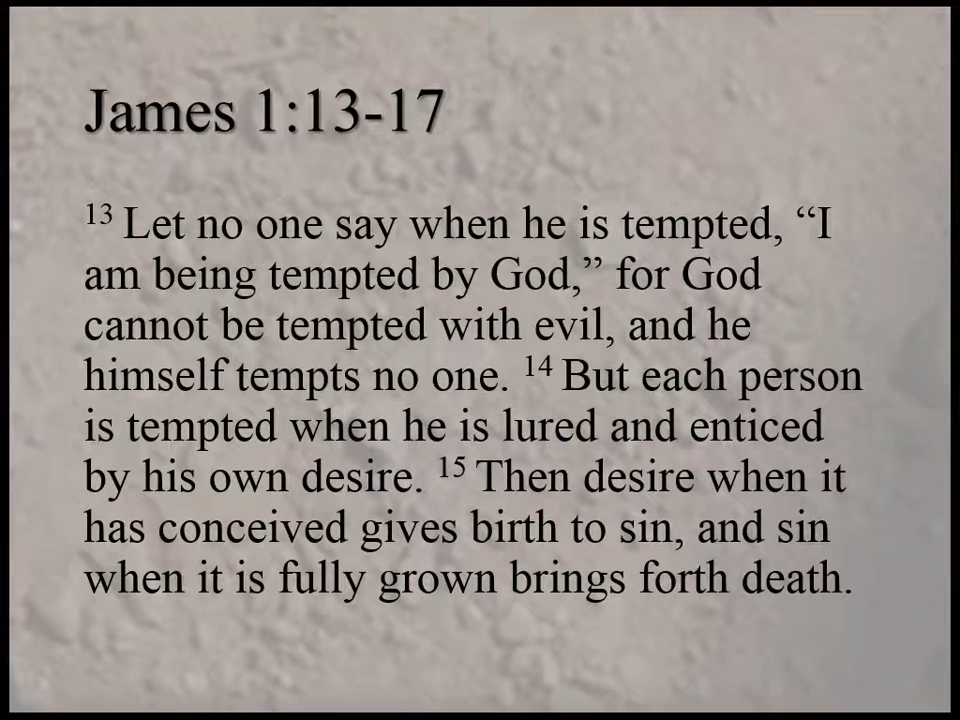 James 1:13-17
13 Let no one say when he is tempted, “I
am being tempted by God,” for God
cannot be tempted with evil, and he
himself tempts no one. 14 But each person
is tempted when he is lured and enticed
by his own desire. 15 Then desire when it
has conceived gives birth to sin, and sin
when it is fully grown brings forth death.